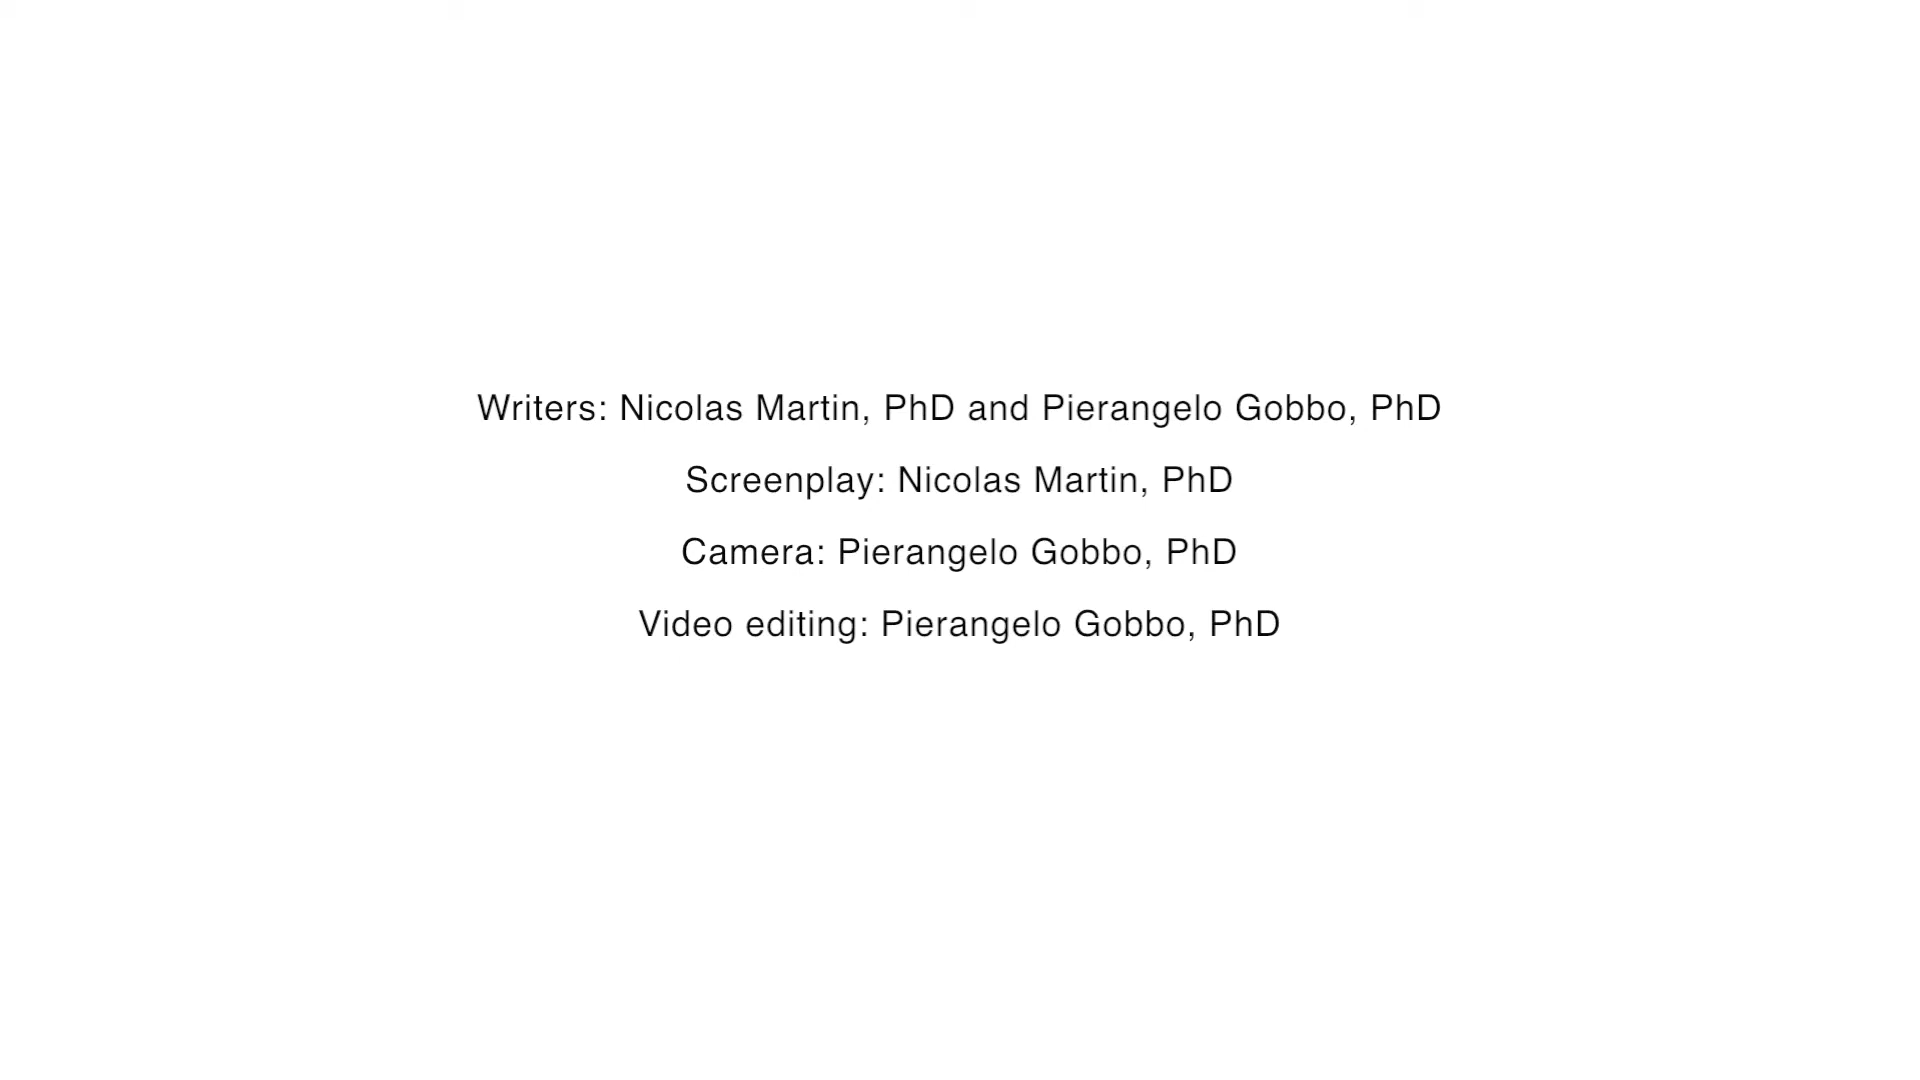 Writers: Nicolas Martin, PhD and Pierangelo Gobbo, PhD
Screenplay: Nicolas Martin, PhD
Camera: Pierangelo Gobbo, PhD
Video editing: Pierangelo Gobbo, PhD